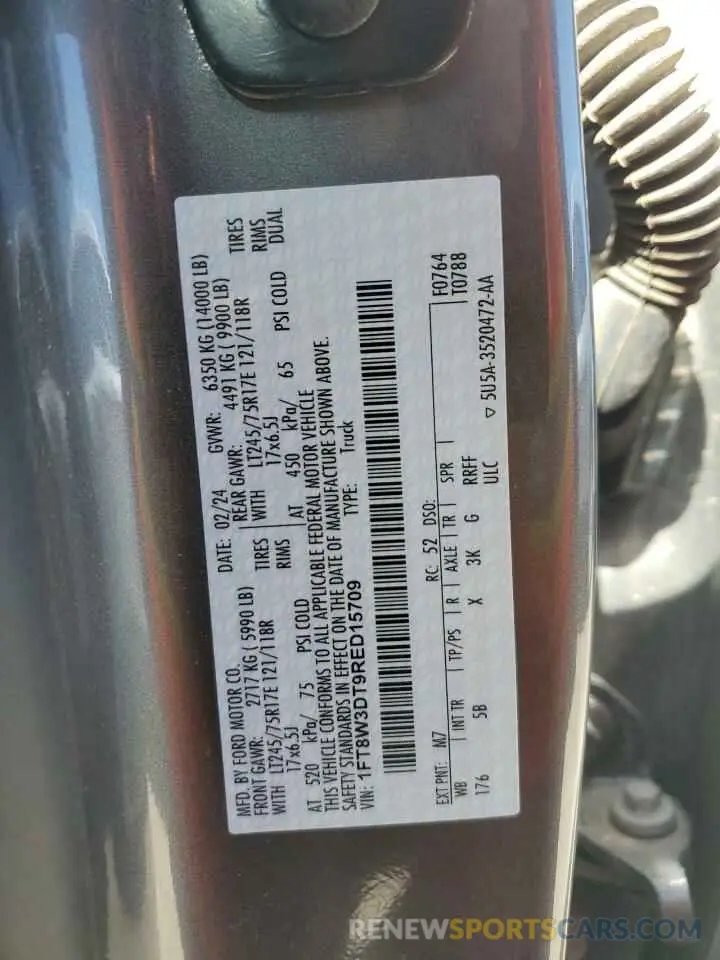 MFD. BY FORD MOTOR CO. DATE: 02/24 GVWR: 6350 KG (14000 LB)
FRONT GAWR: 2717 KG ( 5990 LB) REAR GAWR: 4491 KG ( 9900 LB)
WITH LT245/75R17E 121/118R TIRES WITH LT245/75R17E 121/118R TIRES
17x6.5J RIMS 17x6.5J RIMS
AT 520 kPa/ 75 PSI COLD AT 450 kPa/ 65 PSI COLD DUAL
THIS VEHICLE CONFORMS TO ALL APPLICABLE FEDERAL MOTOR VEHICLE
SAFETY STANDARDS IN EFFECT ON THE DATE OF MANUFACTURE SHOWN ABOVE.
VIN: 1FT8W3DT9RED15709 TYPE: Truck
F0764
EXT PNT: M7 RC: 52 DSO: T0788
WB INT TR TP/PS R AXLE TR SPR
176 5B X 3K G RRFF
ULC ▽ 5U5A-3520472-AA
RENEWSPORTSCARS.COM